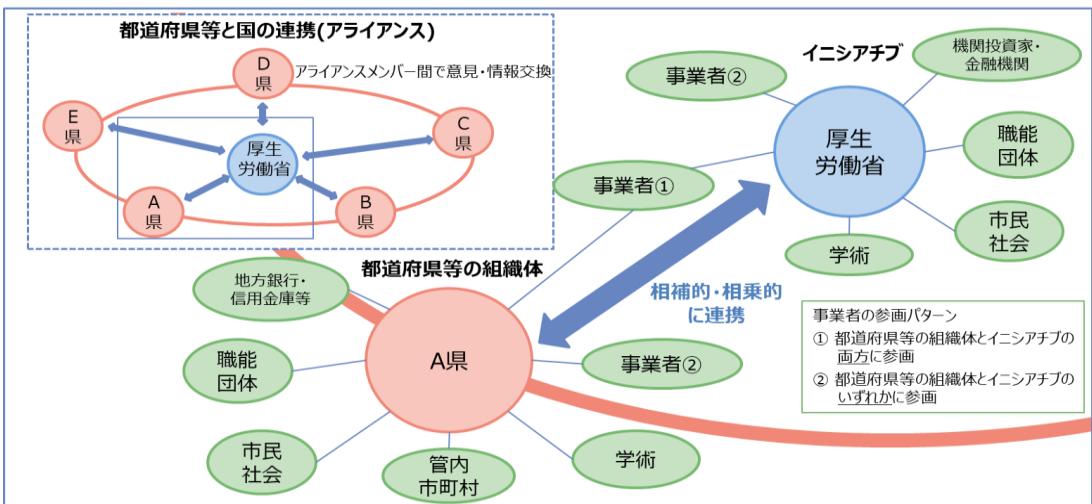 都道府県等と国の連携(アライアンス)
D
県
アライアンスメンバー間で意見・情報交換
E
県
C
県
厚生
労働省
A
県
B
県
イニシアチブ
事業者②
機関投資家・
金融機関
厚生
労働省
職能
団体
事業者①
市民
社会
学術
都道府県等の組織体
地方銀行・
信用金庫等
相補的・相乗的
に連携
A県
事業者②
職能
団体
市民
社会
管内
市町村
学術
事業者の参画パターン
① 都道府県等の組織体とイニシアチブの
両方に参画
② 都道府県等の組織体とイニシアチブの
いずれかに参画